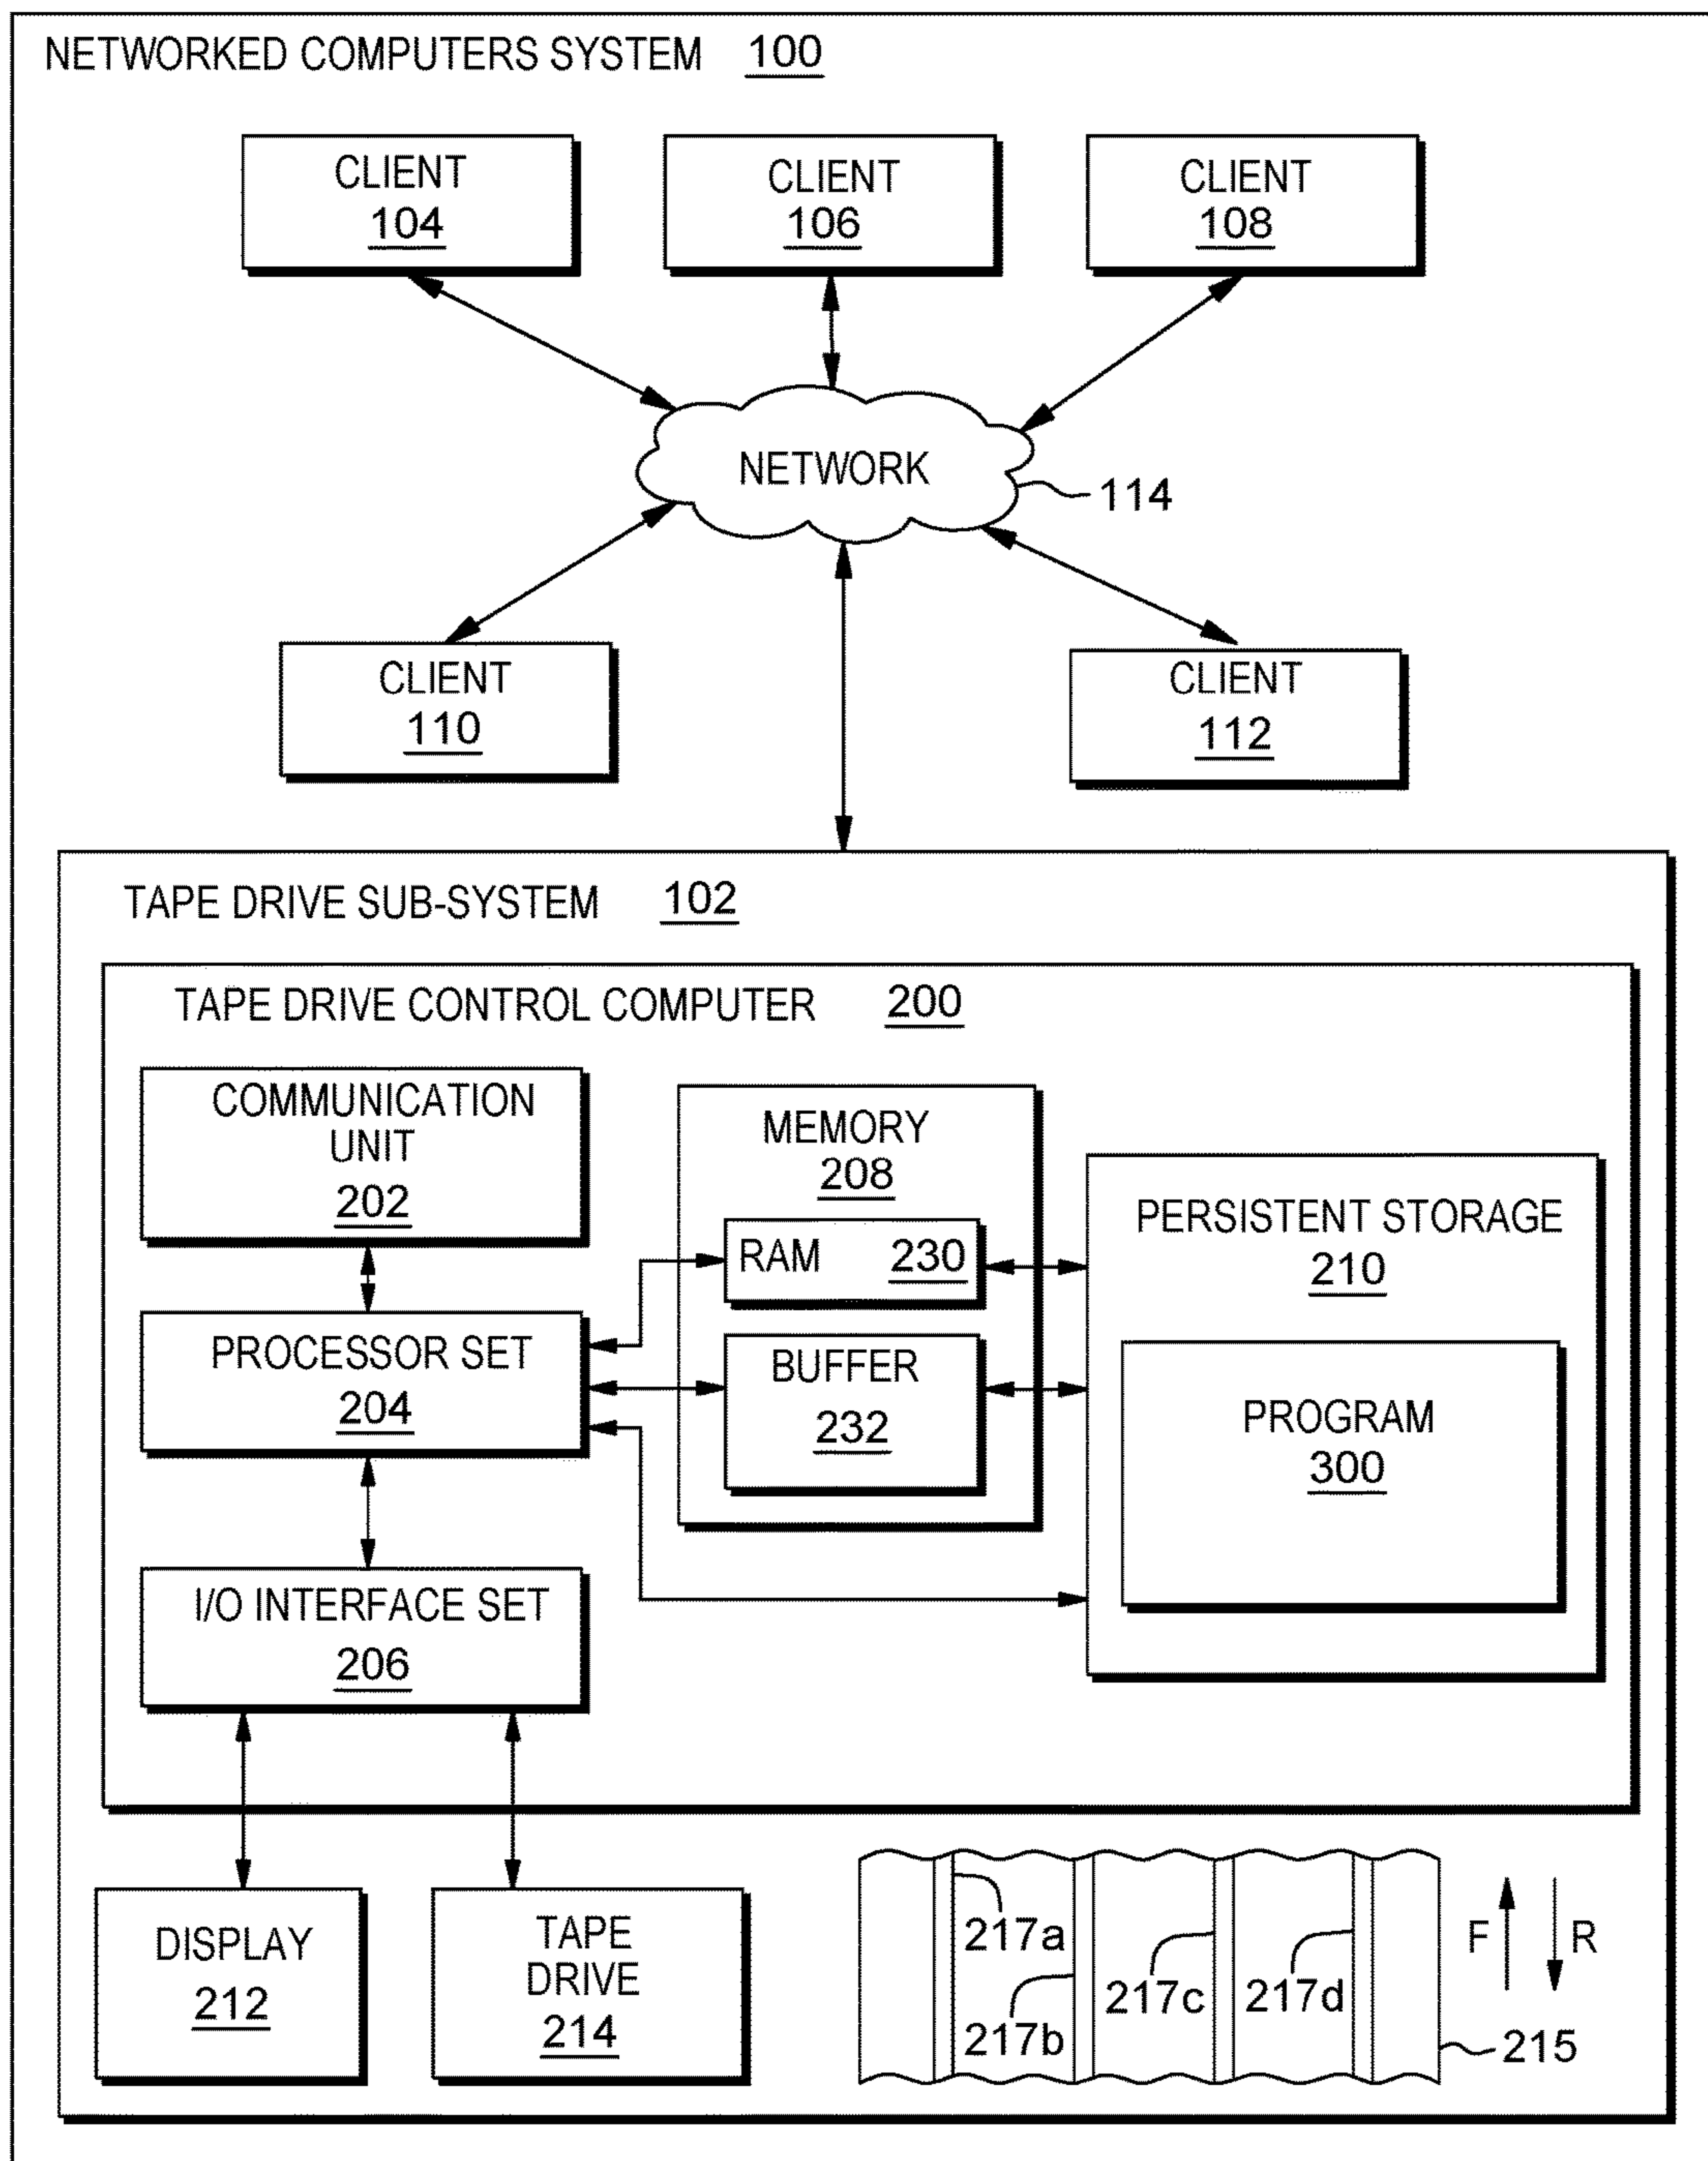 NETWORKED COMPUTERS SYSTEM 100
CLIENT
104
CLIENT
106
CLIENT
108
NETWORK
114
CLIENT
110
CLIENT
112
TAPE DRIVE SUB-SYSTEM 102
TAPE DRIVE CONTROL COMPUTER 200
COMMUNICATION
UNIT
202
PROCESSOR SET
204
I/O INTERFACE SET
206
MEMORY
208
RAM 230
BUFFER
232
PERSISTENT STORAGE
210
PROGRAM
300
DISPLAY
212
TAPE
DRIVE
214
217a
217b
217c
217d
F
R
215